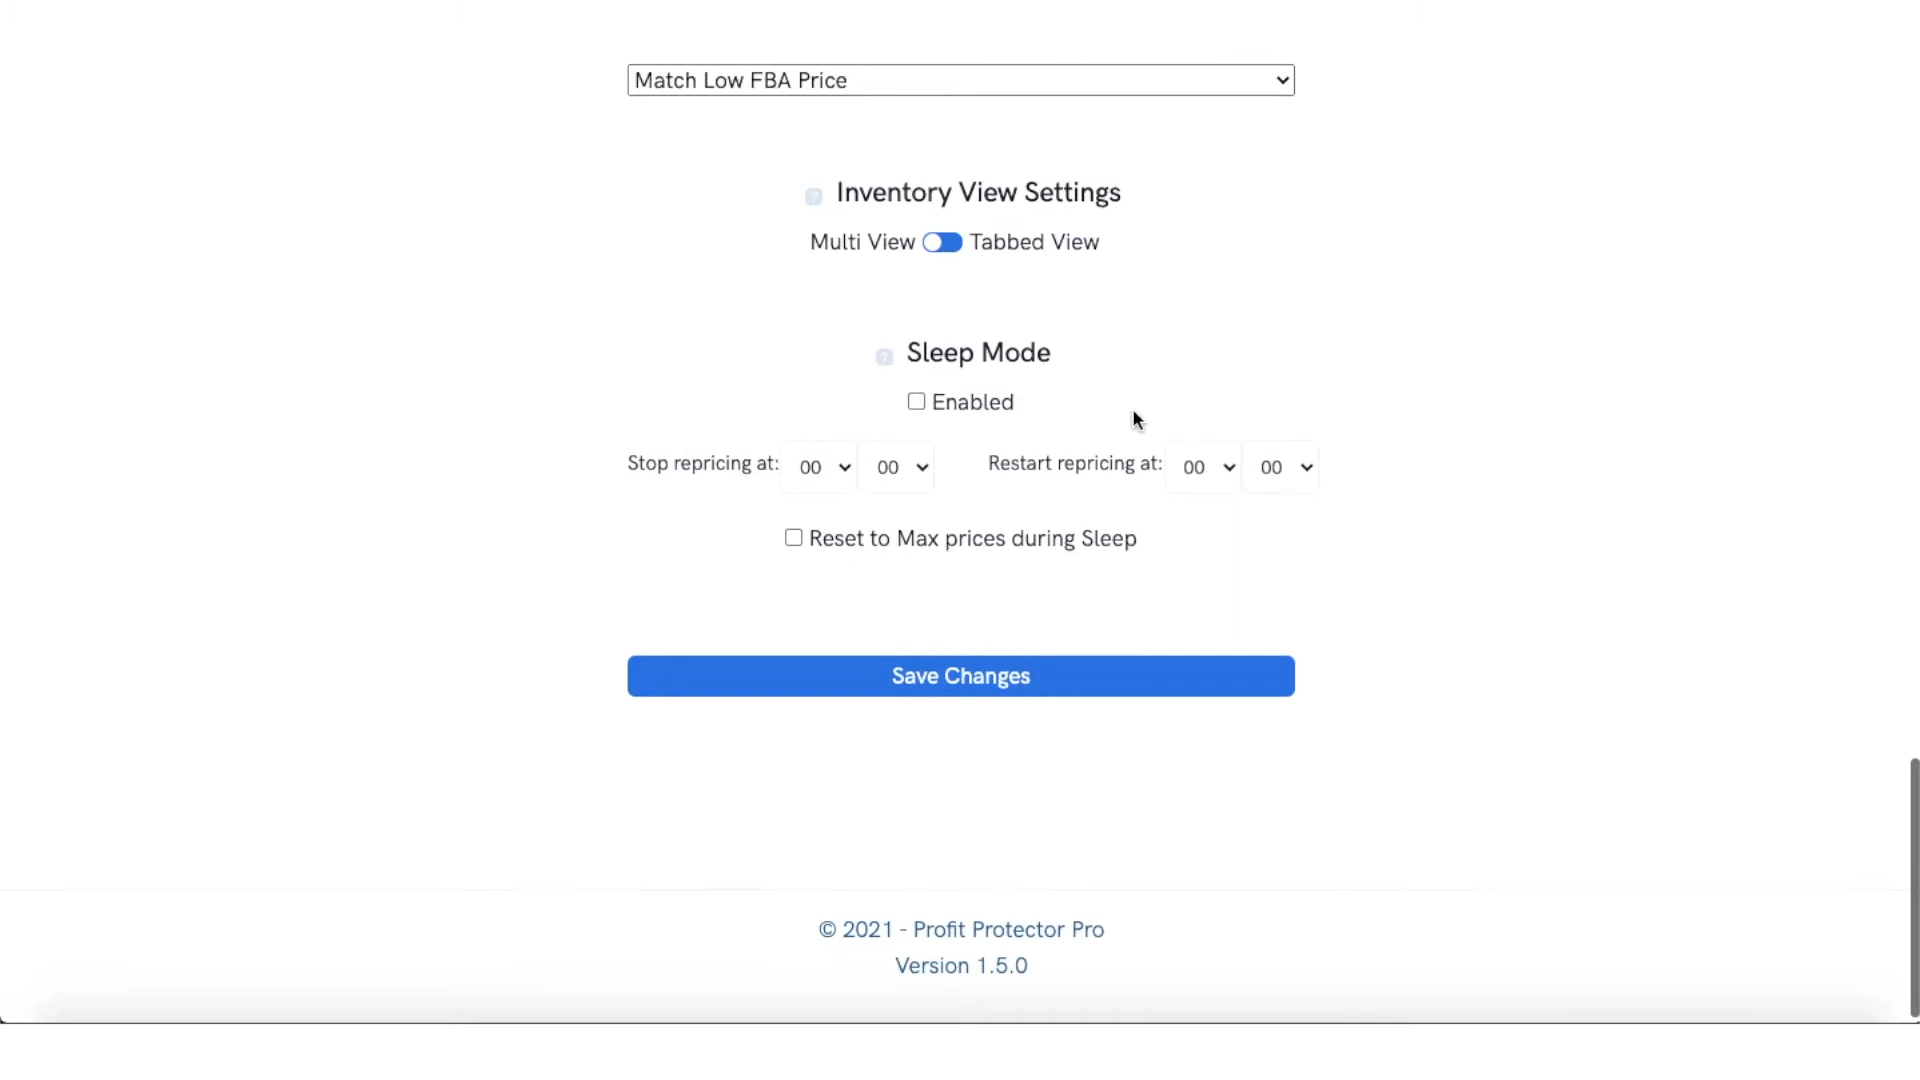 Match Low FBA Price
? Inventory View Settings
Multi View Tabbed View
? Sleep Mode
Enabled
Stop repricing at: 00 00 Restart repricing at: 00 00
Reset to Max prices during Sleep
Save Changes
© 2021 - Profit Protector Pro
Version 1.5.0